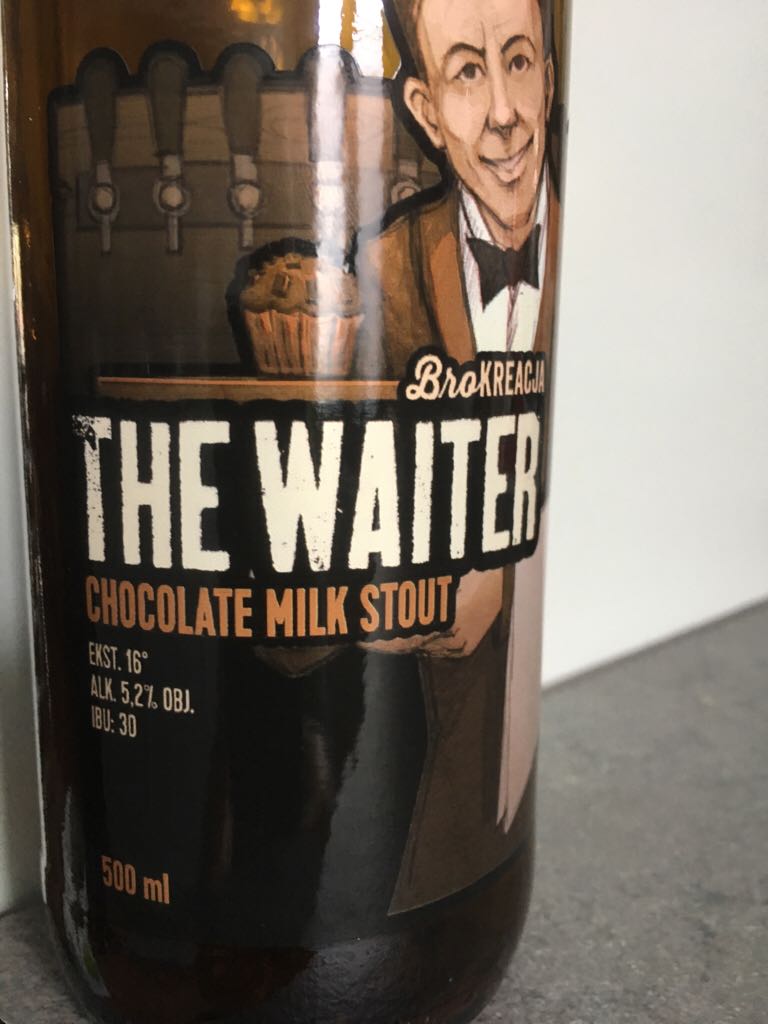 BroKREACJA
THE WAITER
CHOCOLATE MILK STOUT
EKST. 16°
ALK. 5,2% OBJ.
IBU: 30
500 ml